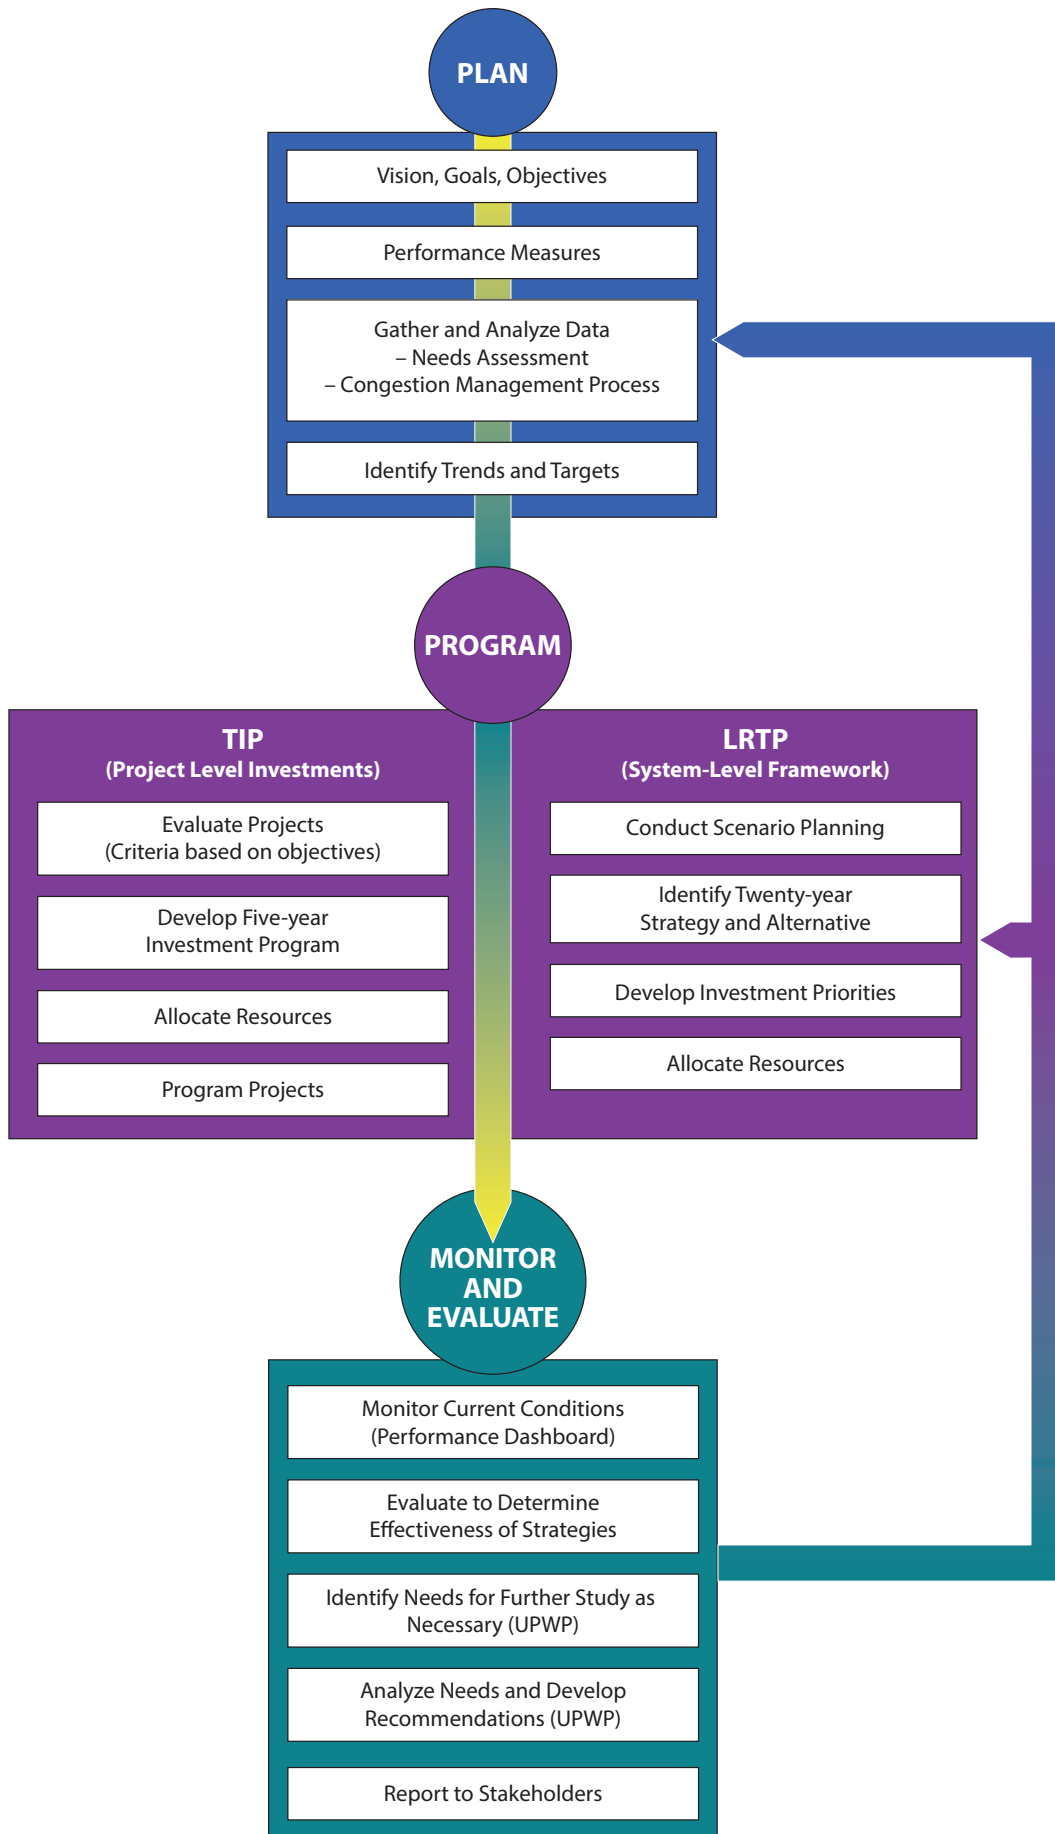 PLAN
Vision, Goals, Objectives
Performance Measures
Gather and Analyze Data
– Needs Assessment
– Congestion Management Process
Identify Trends and Targets
PROGRAM
TIP
(Project Level Investments)
Evaluate Projects
(Criteria based on objectives)
Develop Five-year
Investment Program
Allocate Resources
Program Projects
LRTP
(System-Level Framework)
Conduct Scenario Planning
Identify Twenty-year
Strategy and Alternative
Develop Investment Priorities
Allocate Resources
MONITOR
AND
EVALUATE
Monitor Current Conditions
(Performance Dashboard)
Evaluate to Determine
Effectiveness of Strategies
Identify Needs for Further Study as
Necessary (UPWP)
Analyze Needs and Develop
Recommendations (UPWP)
Report to Stakeholders